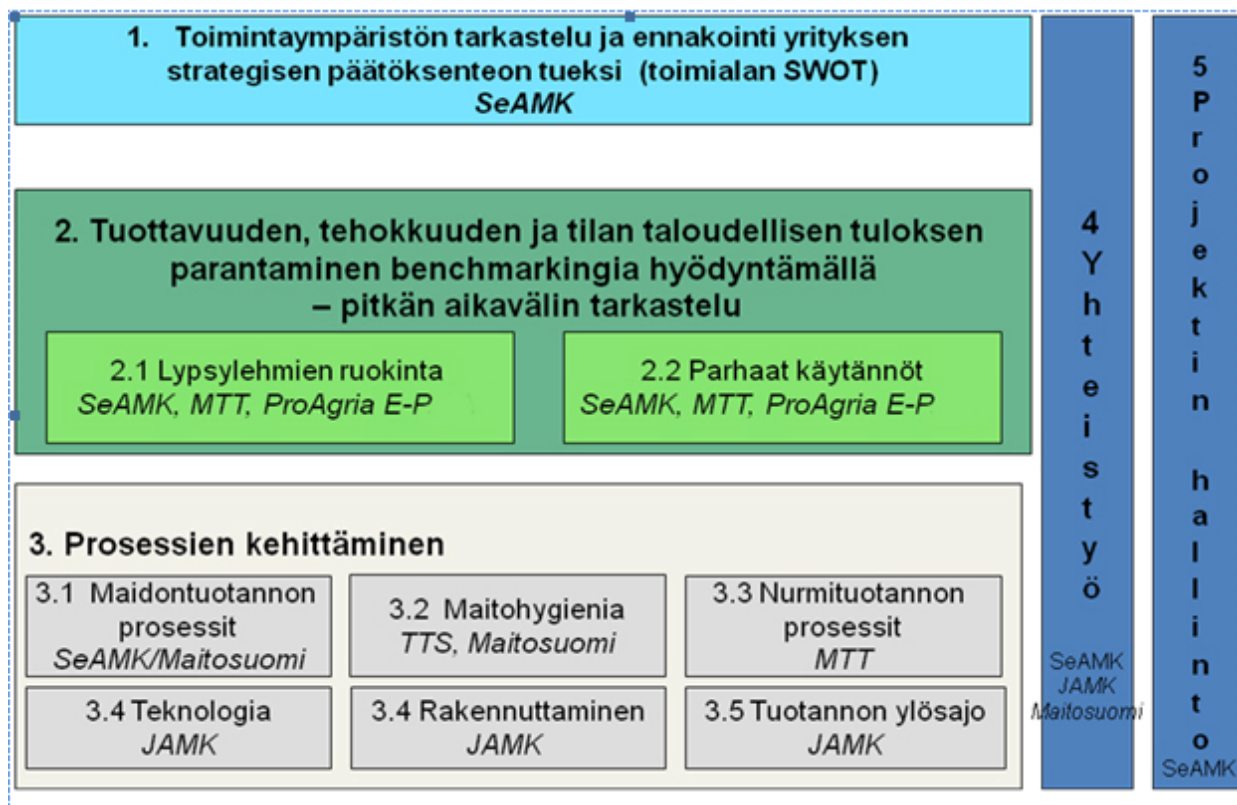 1. Toimintaympäristön tarkastelu ja ennakointi yrityksen
strategisen päätöksenteon tueksi (toimialan SWOT)
SeAMK
2. Tuottavuuden, tehokkuuden ja tilan taloudellisen tuloksen
parantaminen benchmarkingia hyödyntämällä
– pitkän aikavälin tarkastelu
2.1 Lypsylehmien ruokinta
SeAMK, MTT, ProAgria E-P
2.2 Parhaat käytännöt
SeAMK, MTT, ProAgria E-P
3. Prosessien kehittäminen
3.1 Maidontuotannon
prosessit
SeAMK/Maitosuomi
3.2 Maitohygienia
TTS, Maitosuomi
3.3 Nurmituotannon
prosessit
MTT
3.4 Teknologia
JAMK
3.4 Rakennuttaminen
JAMK
3.5 Tuotannon ylösajo
JAMK
4 Yhteistyö
SeAMK
JAMK
Maitosuomi
5 Projektin hallinto
SeAMK